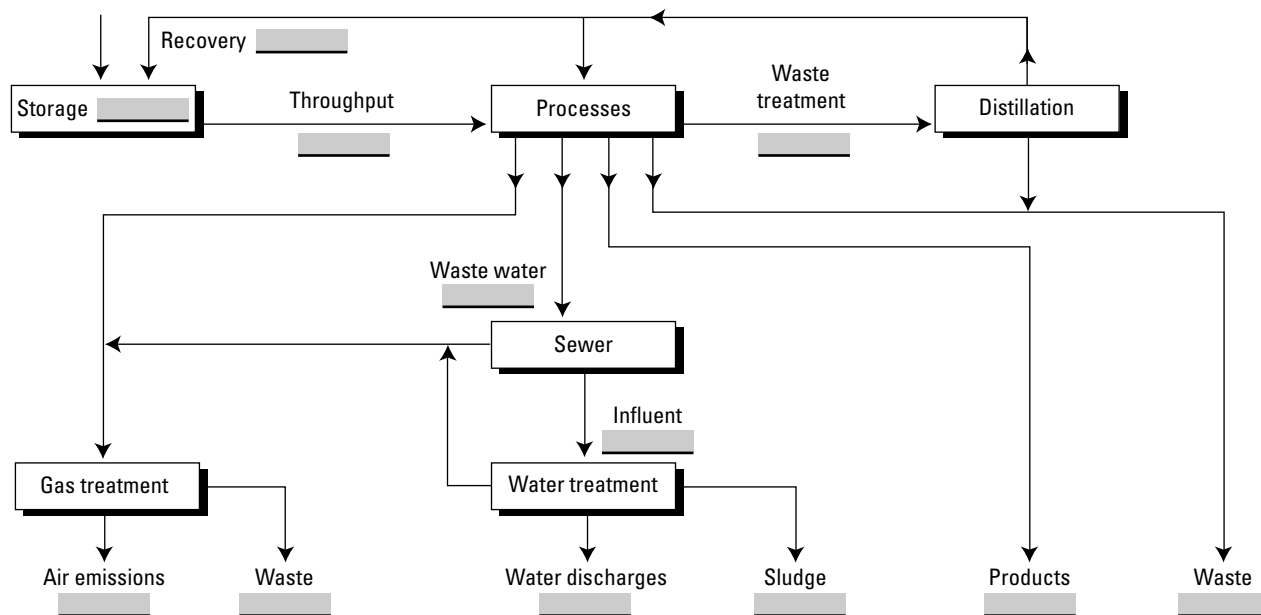 Recovery
Storage
Throughput
Processes
Waste
treatment
Distillation
Waste water
Sewer
Influent
Gas treatment
Water treatment
Air emissions
Waste
Water discharges
Sludge
Products
Waste